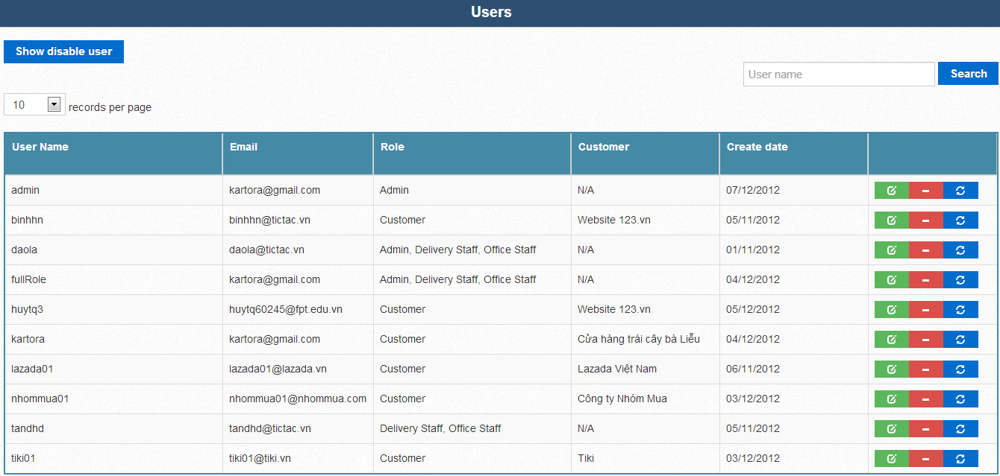 Users
Show disable user
User name Search
10 records per page
User Name Email Role Customer Create date
admin kartora@gmail.com Admin N/A 07/12/2012
binhhn binhhn@tictac.vn Customer Website 123.vn 05/11/2012
daola daola@tictac.vn Admin, Delivery Staff, Office Staff N/A 01/11/2012
fullRole kartora@gmail.com Admin, Delivery Staff, Office Staff N/A 04/12/2012
huytq3 huytq60245@fpt.edu.vn Customer Website 123.vn 05/12/2012
kartora kartora@gmail.com Customer Cửa hàng trái cây bà Liễu 04/12/2012
lazada01 lazada01@lazada.vn Customer Lazada Việt Nam 06/11/2012
nhommua01 nhommua01@nhommua.com Customer Công ty Nhóm Mua 03/12/2012
tandhd tandhd@tictac.vn Delivery Staff, Office Staff N/A 05/11/2012
tiki01 tiki01@tiki.vn Customer Tiki 03/12/2012